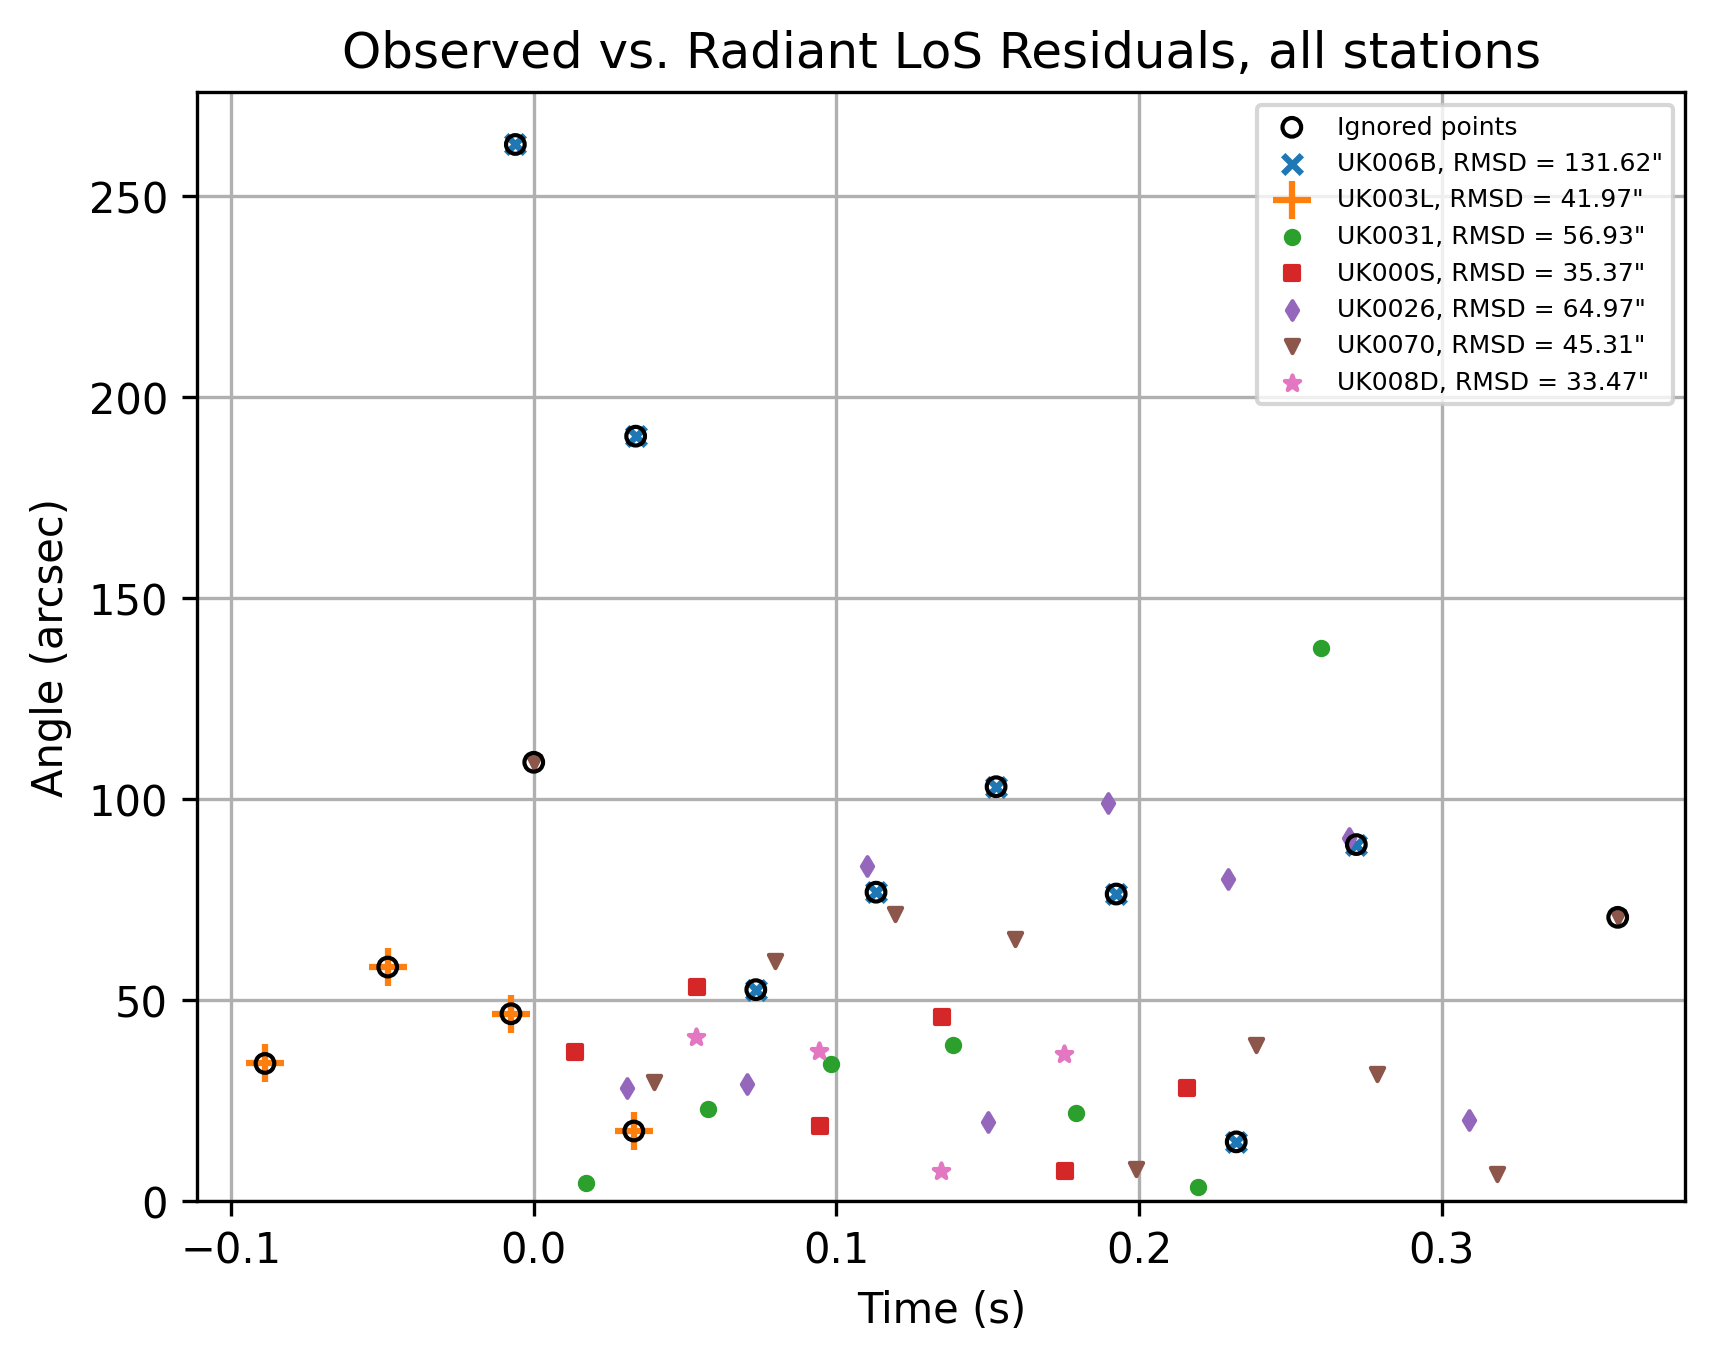 Observed vs. Radiant LoS Residuals, all stations
Ignored points
UK006B, RMSD = 131.62"
UK003L, RMSD = 41.97"
UK0031, RMSD = 56.93"
UK000S, RMSD = 35.37"
UK0026, RMSD = 64.97"
UK0070, RMSD = 45.31"
UK008D, RMSD = 33.47"
Angle (arcsec)
250
200
150
100
50
0
−0.1
0.0
0.1
0.2
0.3
Time (s)